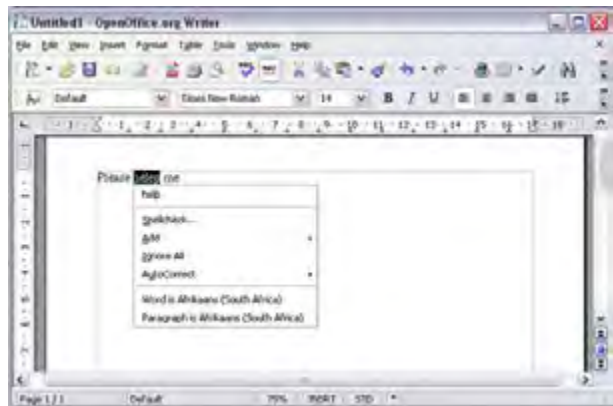 Untitled1 - OpenOffice.org Writer
File Edit View Insert Format Table Tools Window Help
Default Times New Roman 14 B I U
Please me
help
Spellcheck...
Add
Ignore All
AutoCorrect
Word is Afrikaans (South Africa)
Paragraph is Afrikaans (South Africa)
Page 1 / 1 Default 75% INSRT STD *